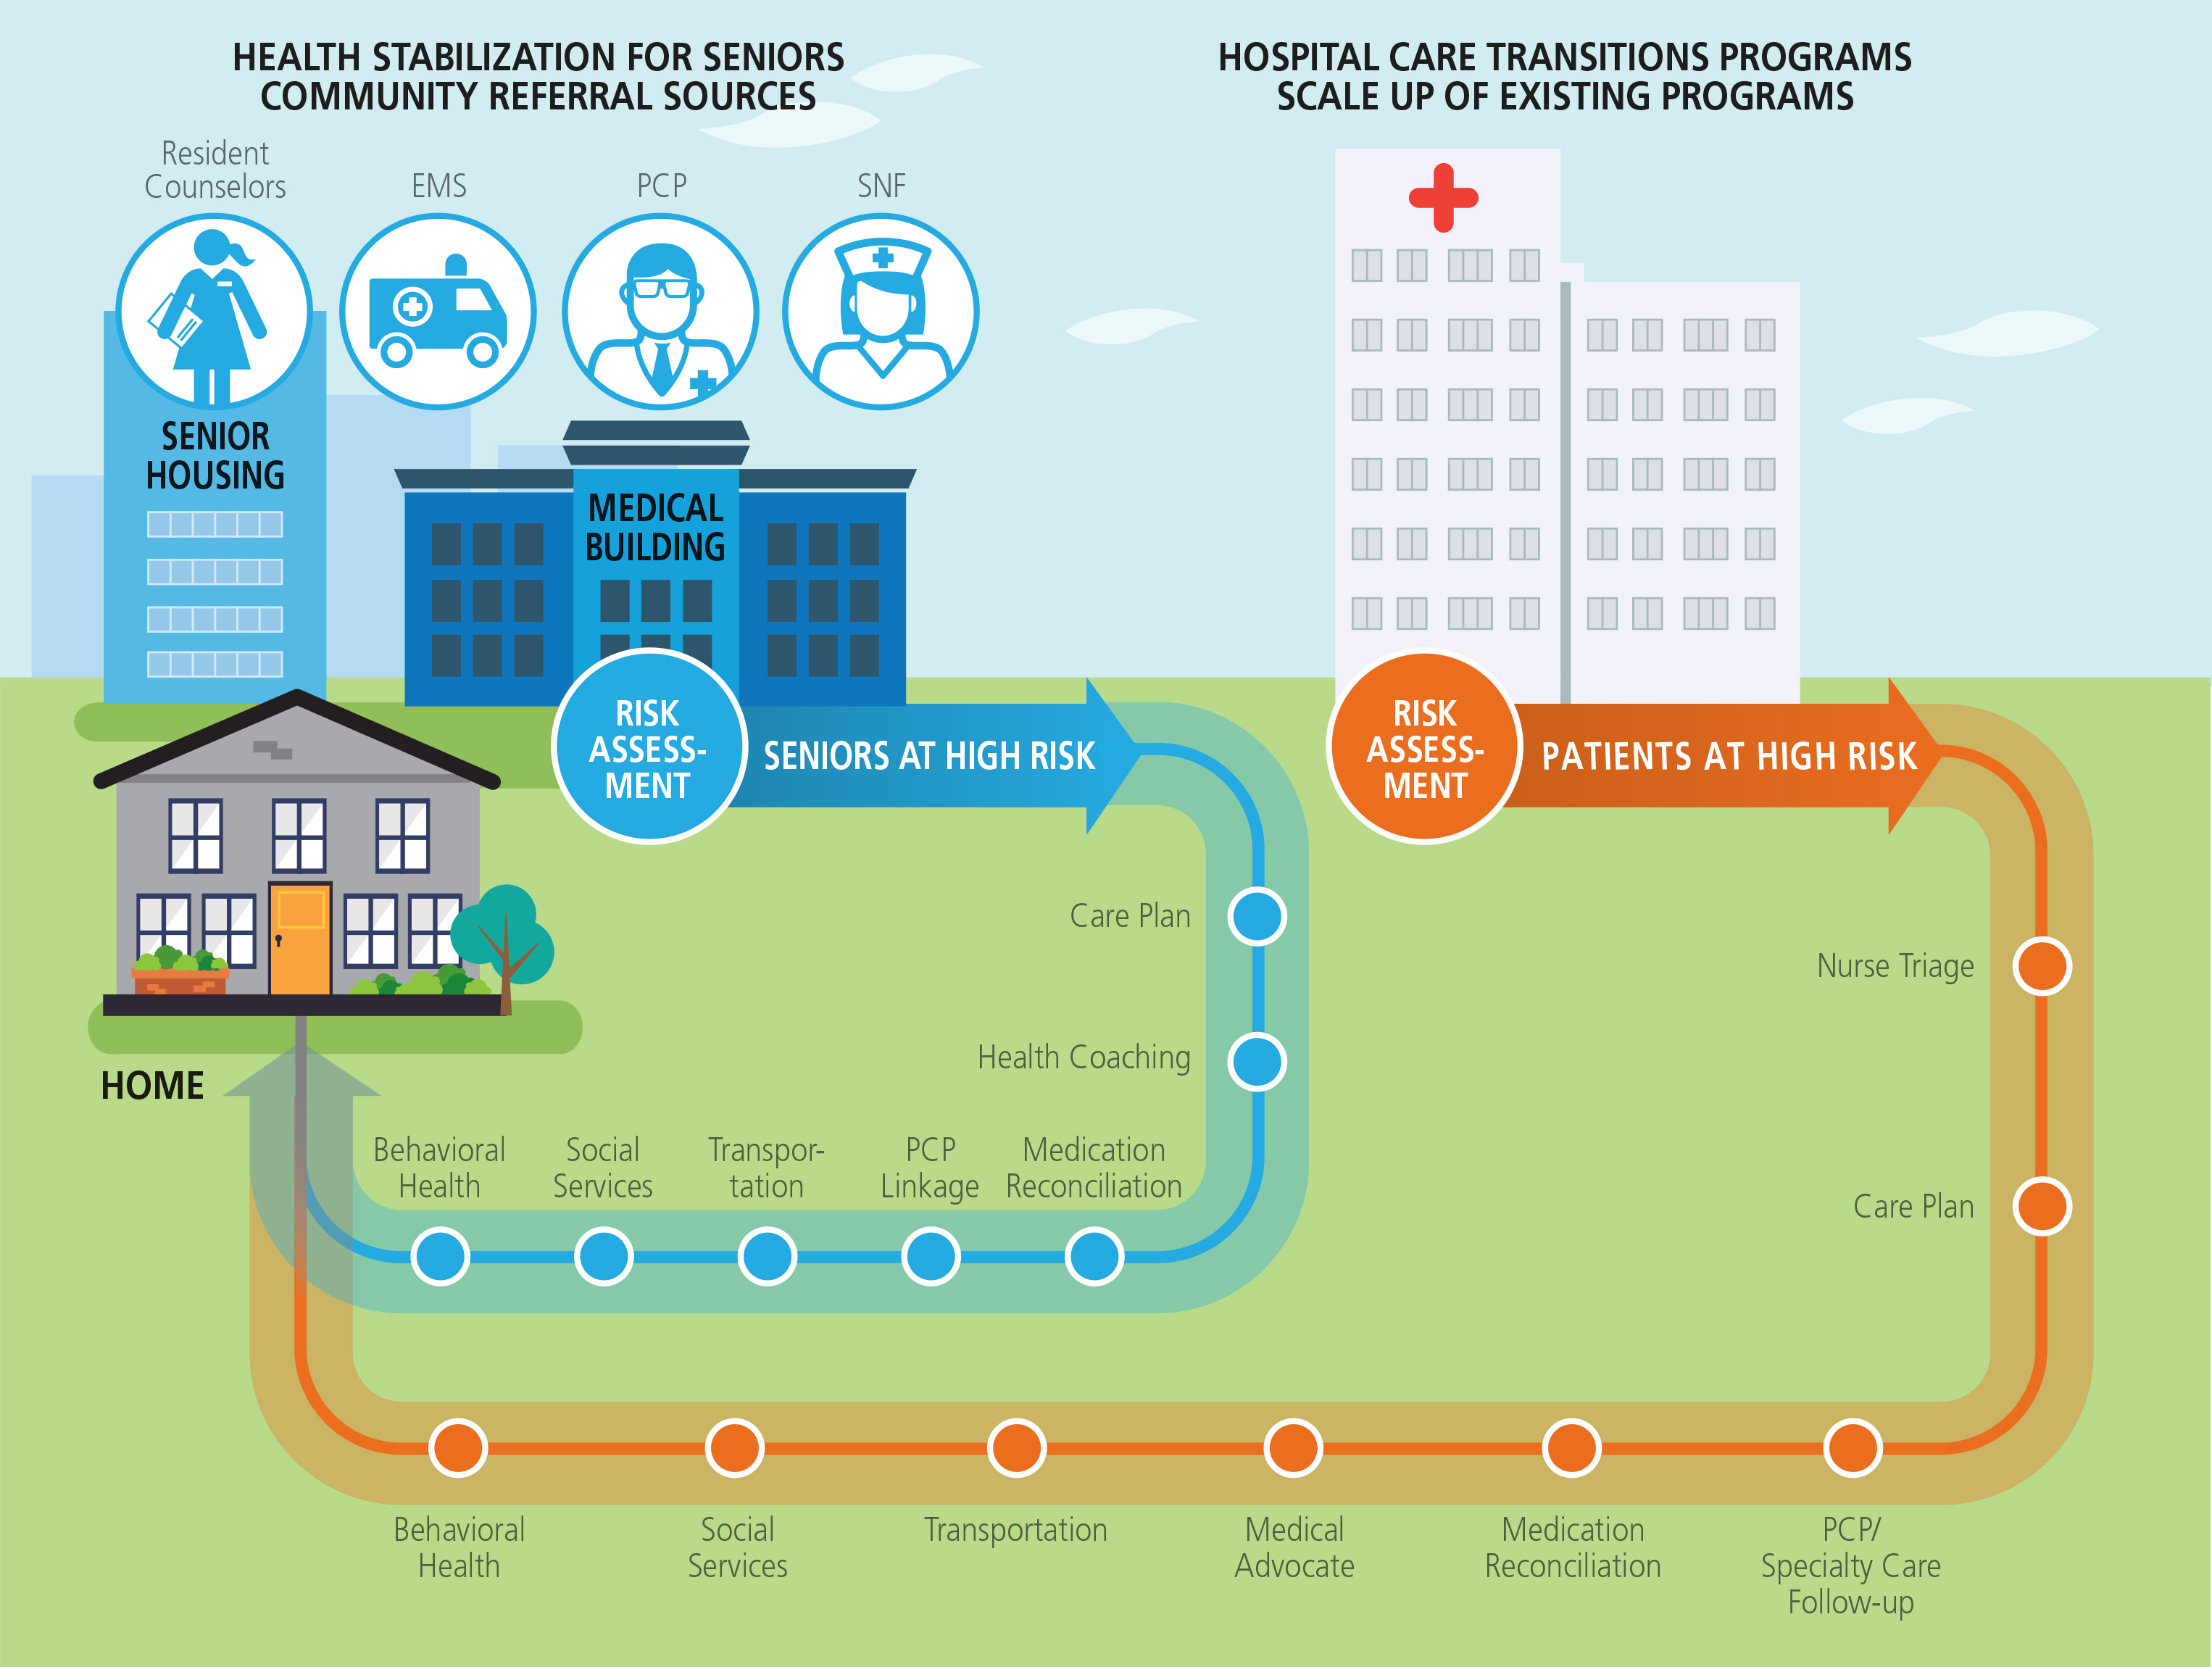 HEALTH STABILIZATION FOR SENIORS
COMMUNITY REFERRAL SOURCES
HOSPITAL CARE TRANSITIONS PROGRAMS
SCALE UP OF EXISTING PROGRAMS
Resident
Counselors
EMS
PCP
SNF
SENIOR
HOUSING
MEDICAL
BUILDING
RISK
ASSESS-
MENT
SENIORS AT HIGH RISK
RISK
ASSESS-
MENT
PATIENTS AT HIGH RISK
Care Plan
Health Coaching
Nurse Triage
Care Plan
HOME
Behavioral
Health
Social
Services
Transpor-
tation
PCP
Linkage
Medication
Reconciliation
Behavioral
Health
Social
Services
Transportation
Medical
Advocate
Medication
Reconciliation
PCP/
Specialty Care
Follow-up